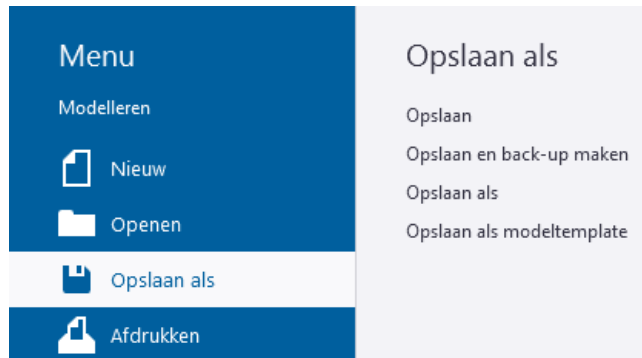 Menu
Modelleren
Nieuw
Openen
Opslaan als
Afdrukken
Opslaan als
Opslaan
Opslaan en back-up maken
Opslaan als
Opslaan als modeltemplate